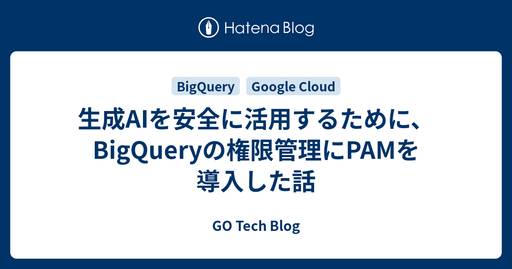 Hatena Blog
BigQuery Google Cloud
生成AIを安全に活用するために、
BigQueryの権限管理にPAMを
導入した話
GO Tech Blog